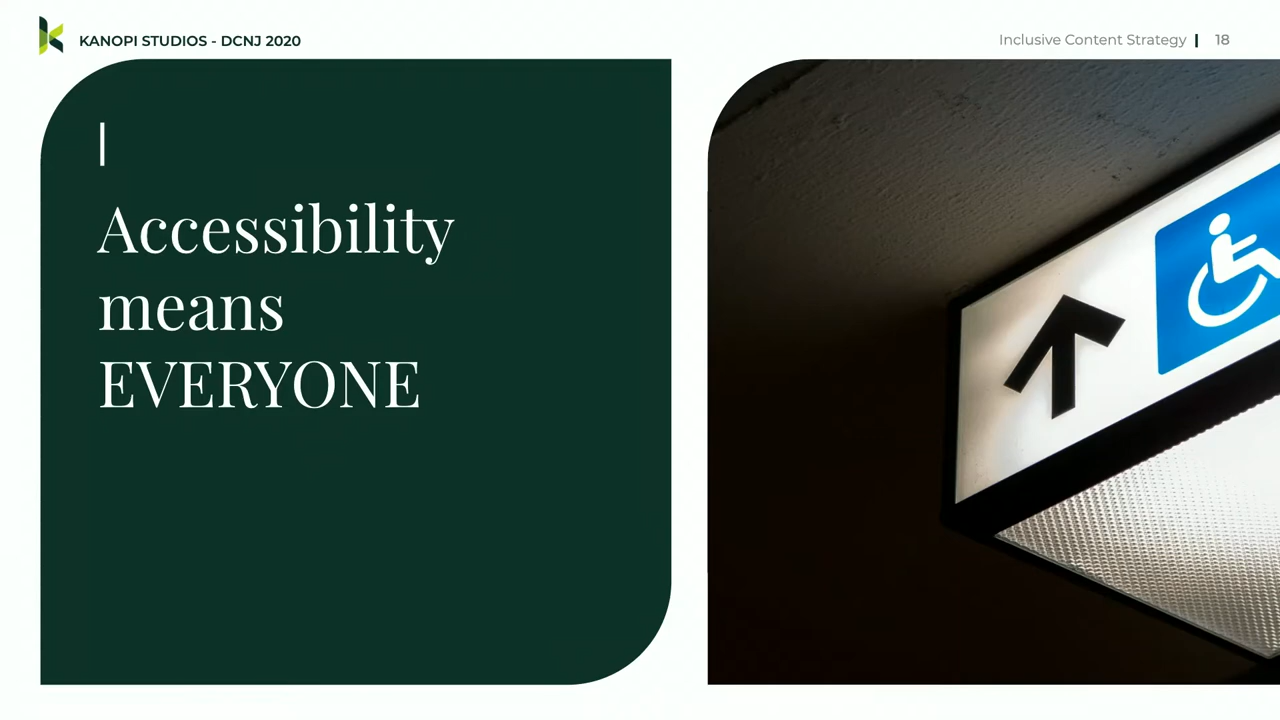 KANOPI STUDIOS - DCNJ 2020
Inclusive Content Strategy | 18
Accessibility
means
EVERYONE